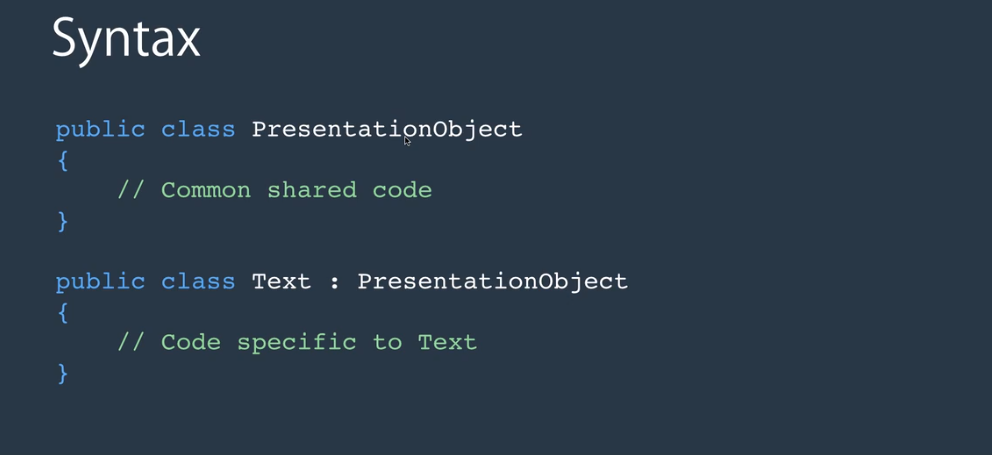 Syntax
public class PresentationObject
{
// Common shared code
}
public class Text : PresentationObject
{
// Code specific to Text
}